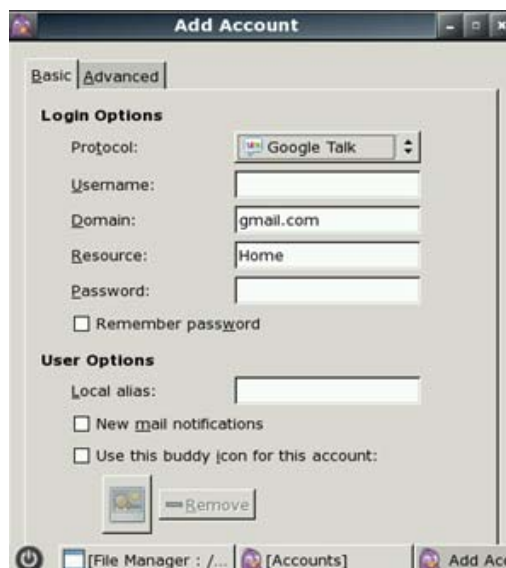 Add Account
Basic Advanced
Login Options
Protocol: Google Talk
Username:
Domain: gmail.com
Resource: Home
Password:
Remember password
User Options
Local alias:
New mail notifications
Use this buddy icon for this account:
Remove
[File Manager : /... [Accounts] Add Acc